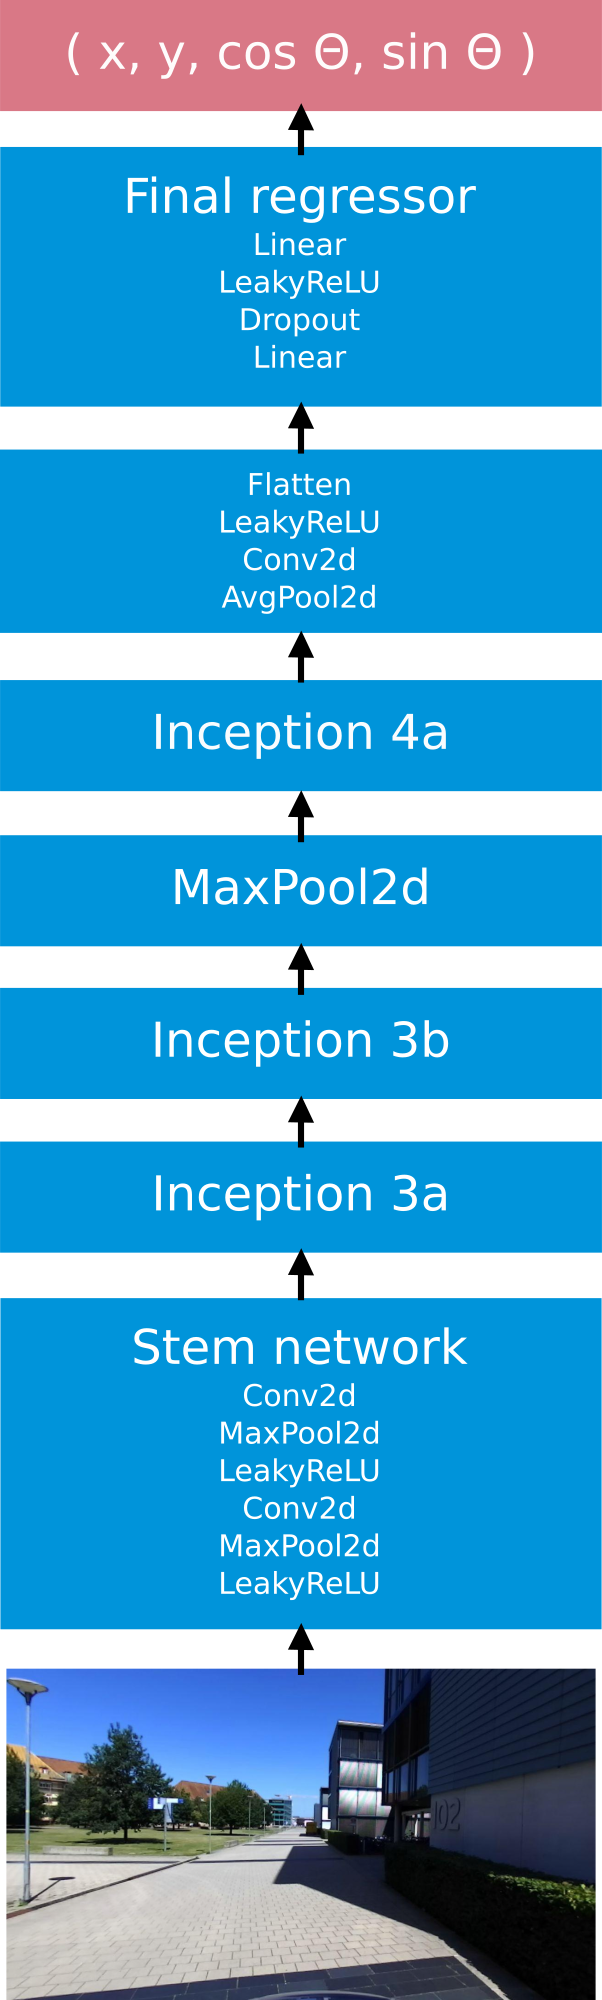 ( x, y, cos Θ, sin Θ )
Final regressor
Linear
LeakyReLU
Dropout
Linear
Flatten
LeakyReLU
Conv2d
AvgPool2d
Inception 4a
MaxPool2d
Inception 3b
Inception 3a
Stem network
Conv2d
MaxPool2d
LeakyReLU
Conv2d
MaxPool2d
LeakyReLU
102